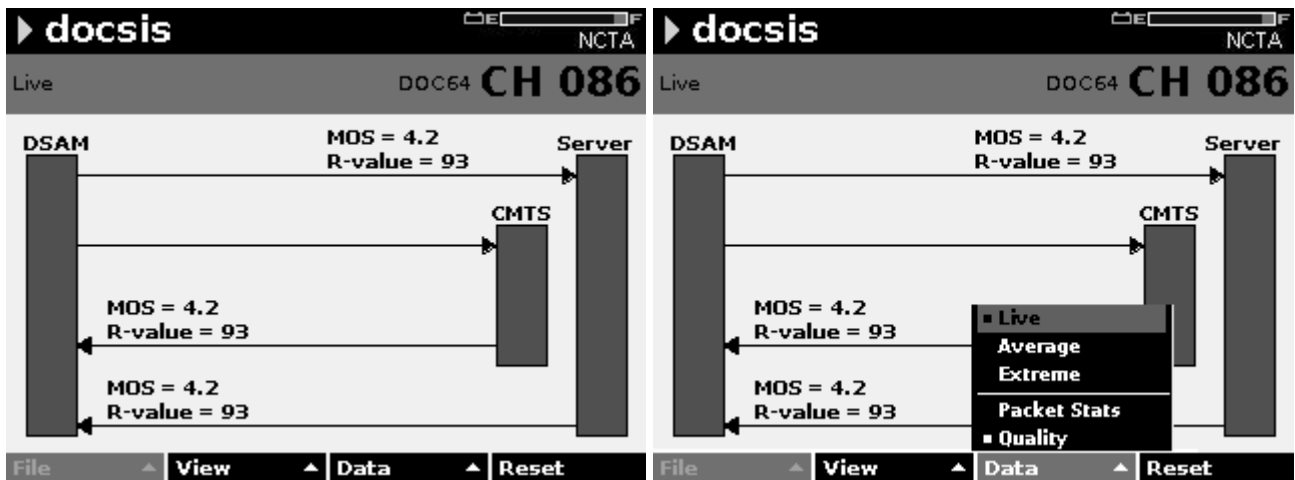 docsis
E F
NCTA
Live DOC64 CH 086
DSAM
MOS = 4.2
R-value = 93
Server
CMTS
MOS = 4.2
R-value = 93
MOS = 4.2
R-value = 93
File View Data Reset
docsis
E F
NCTA
Live DOC64 CH 086
DSAM
MOS = 4.2
R-value = 93
Server
CMTS
MOS = 4.2
R-value = 93
MOS = 4.2
R-value = 93
Live
Average
Extreme
Packet Stats
Quality
File View Data Reset